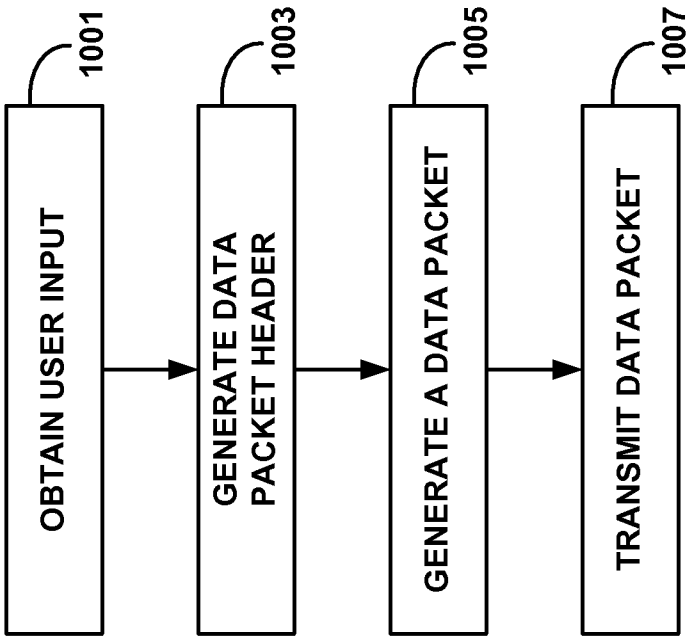 OBTAIN USER INPUT
1001
GENERATE DATA
PACKET HEADER
1003
GENERATE A DATA PACKET
1005
TRANSMIT DATA PACKET
1007